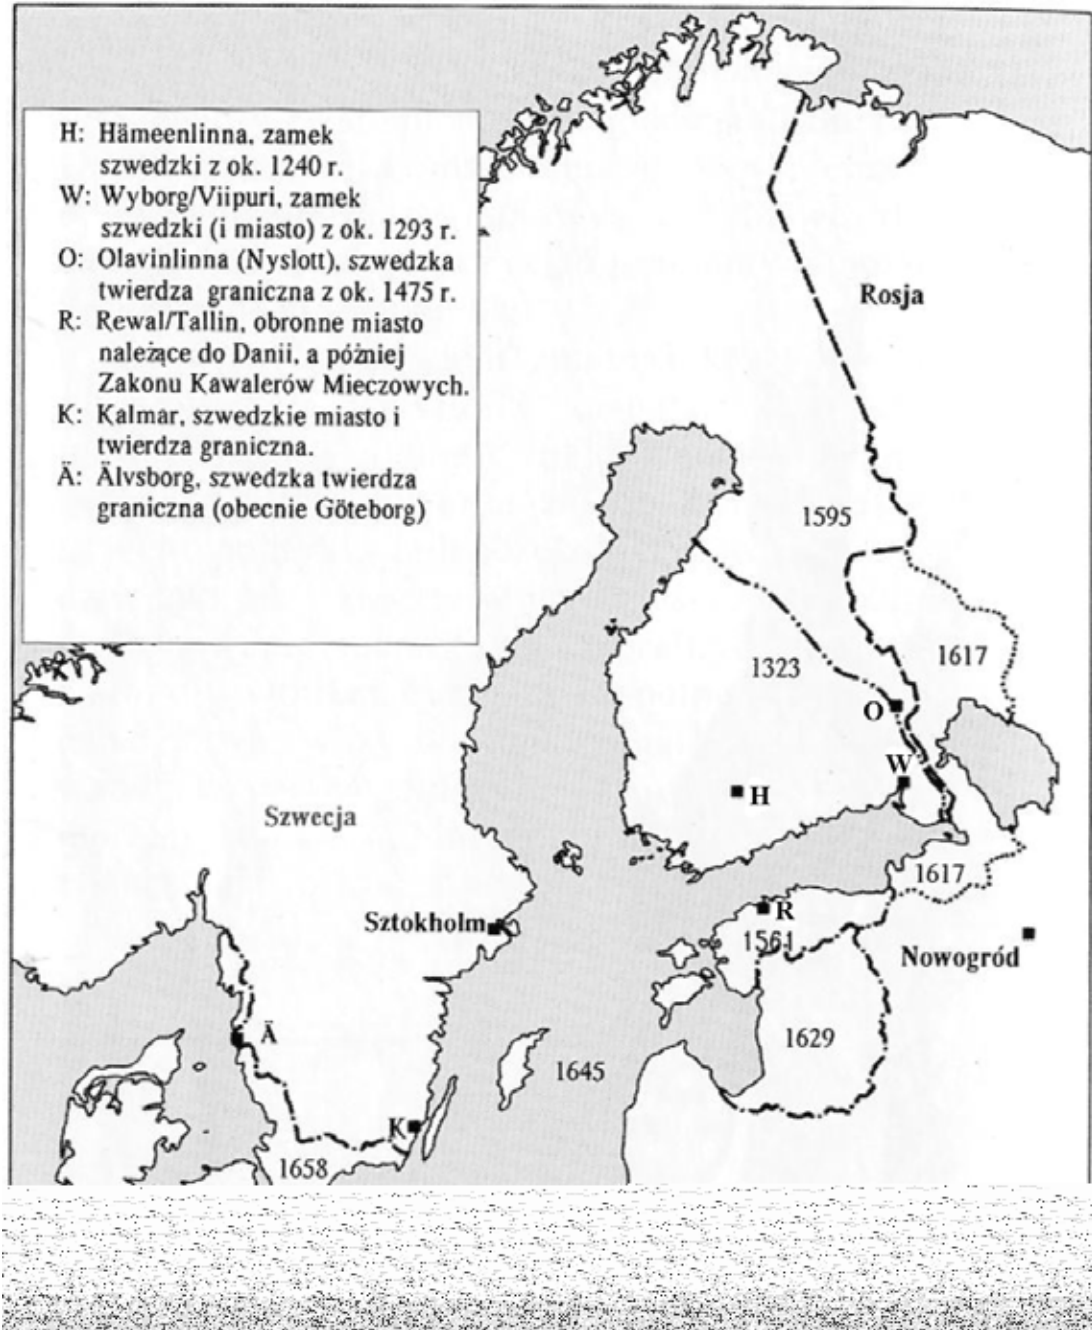 H: Hämeenlinna, zamek
szwedzki z ok. 1240 r.
W: Wyborg/Viipuri, zamek
szwedzki (i miasto) z ok. 1293 r.
O: Olavinlinna (Nyslott), szwedzka
twierdza graniczna z ok. 1475 r.
R: Rewal/Tallin, obronne miasto
należące do Danii, a później
Zakonu Kawalerów Mieczowych.
K: Kalmar, szwedzkie miasto i
twierdza graniczna.
Ä: Älvsborg, szwedzka twierdza
graniczna (obecnie Göteborg)
Rosja
1595
1323
1617
O
W
H
Szwecja
1617
R
Sztokholm
1561
Nowogród
Ä
1629
1645
K
1658